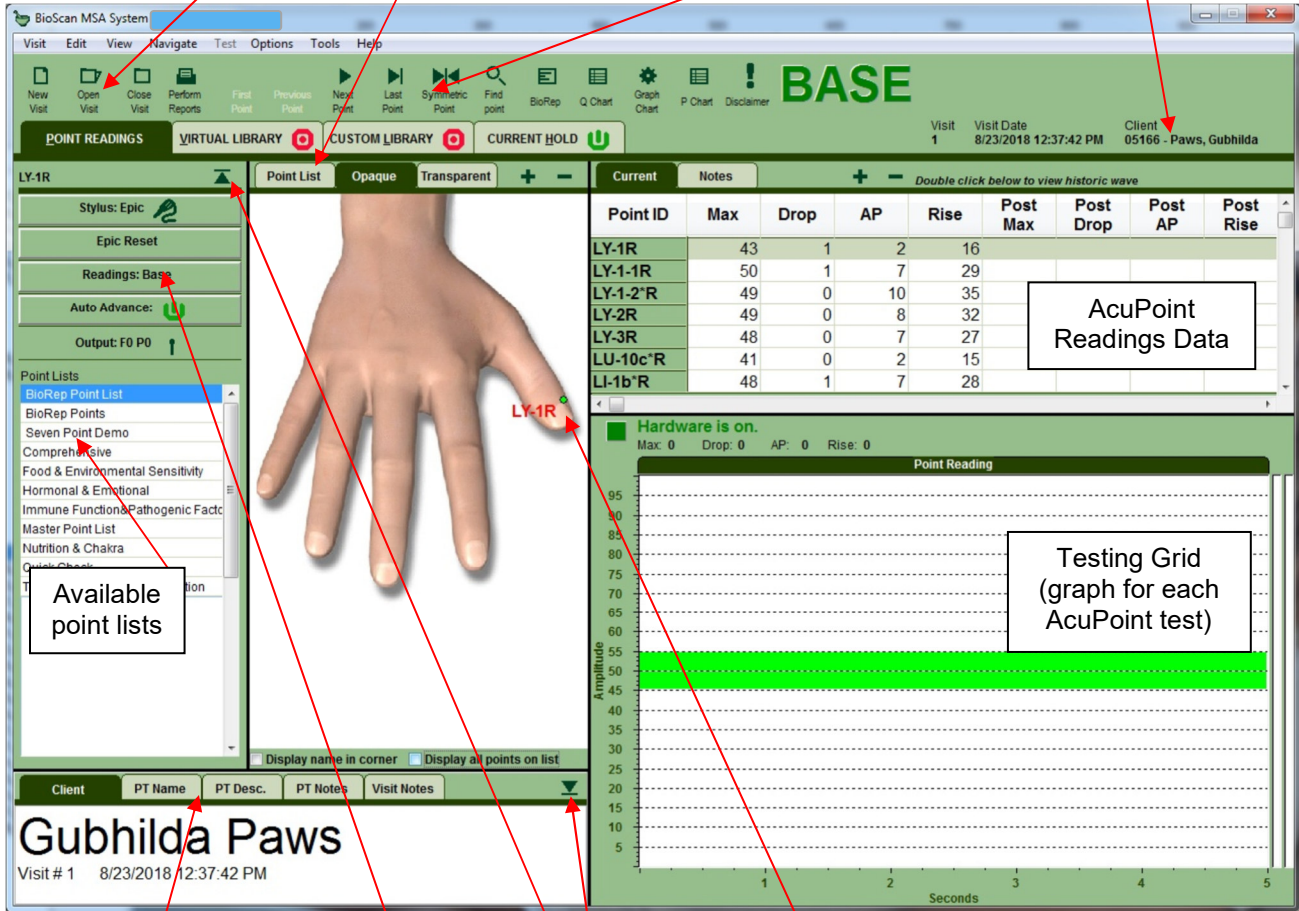 BioScan MSA System
Visit Edit View Navigate Test Options Tools Help
New Visit
Open Visit
Close Visit
Perform Reports
First Point
Previous Point
Next Point
Last Point
Symmetric Point
Find point
BioRep
Q Chart
Graph Chart
P Chart
Disclaimer
BASE
POINT READINGS
VIRTUAL LIBRARY
CUSTOM LIBRARY
CURRENT HOLD
Visit Visit Date Client
1 8/23/2018 12:37:42 PM 05166 - Paws, Gubhilda
LY-1R
Stylus: Epic
Epic Reset
Readings: Base
Auto Advance:
Output: F0 P0
Point Lists
BioRep Point List
BioRep Points
Seven Point Demo
Comprehensive
Food & Environmental Sensitivity
Hormonal & Emotional
Immune Function&Pathogenic Facto
Master Point List
Nutrition & Chakra
Available
point lists
Point List Opaque Transparent + −
LY-1R
Display name in corner Display all points on list
Current Notes + − Double click below to view historic wave
Point ID Max Drop AP Rise Post Max Post Drop Post AP Post Rise
LY-1R 43 1 2 16
LY-1-1R 50 1 7 29
LY-1-2*R 49 0 10 35
LY-2R 49 0 8 32
LY-3R 48 0 7 27
LU-10c*R 41 0 2 15
LI-1b*R 48 1 7 28
AcuPoint
Readings Data
Hardware is on.
Max: 0 Drop: 0 AP: 0 Rise: 0
Point Reading
95
90
85
80
75
70
65
60
55
50
45
40
35
30
25
20
15
10
5
Amplitude
Testing Grid
(graph for each
AcuPoint test)
1 2 3 4 5
Seconds
Client PT Name PT Desc. PT Notes Visit Notes
Gubhilda Paws
Visit # 1 8/23/2018 12:37:42 PM